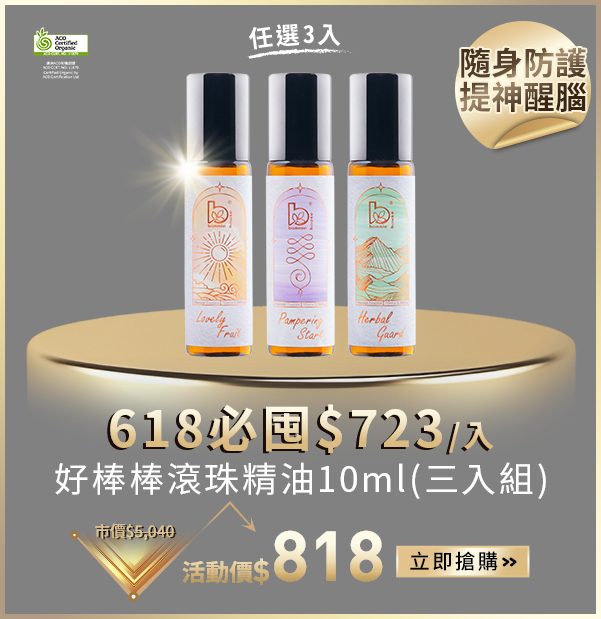 ACO
Certified
Organic
任選3入
隨身防護
提神醒腦
b
b
b
Lovely
Fruit
Pampering
Star
Herbal
Guard
618必囤$723/入
好棒棒滾珠精油10ml(三入組)
市價$5,040
活動價$818
立即搶購>>